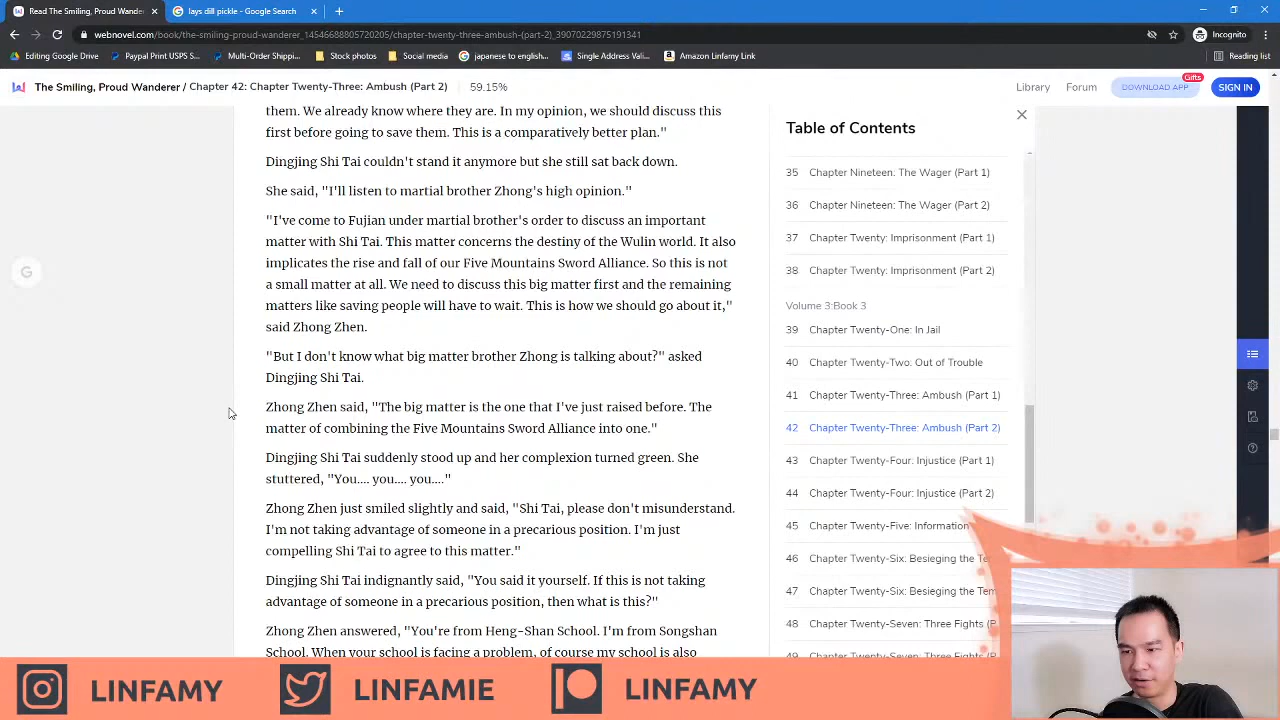 Read The Smiling, Proud Wander
lays dill pickle - Google Search
webnovel.com/book/the-smiling-proud-wanderer_14546688805720205/chapter-twenty-three-ambush-(part-2)_39070229875191341
Incognito
Editing Google Drive
Paypal Print USPS S...
Multi-Order Shippi...
Stock photos
Social media
japanese to english...
Single Address Vali...
Amazon Linfamy Link
Reading list
The Smiling, Proud Wanderer / Chapter 42: Chapter Twenty-Three: Ambush (Part 2)
59.15%
Library
Forum
DOWNLOAD APP
Gifts
SIGN IN
them. We already know where they are. In my opinion, we should discuss this
first before going to save them. This is a comparatively better plan."
Dingjing Shi Tai couldn't stand it anymore but she still sat back down.
She said, "I'll listen to martial brother Zhong's high opinion."
"I've come to Fujian under martial brother's order to discuss an important
matter with Shi Tai. This matter concerns the destiny of the Wulin world. It also
implicates the rise and fall of our Five Mountains Sword Alliance. So this is not
a small matter at all. We need to discuss this big matter first and the remaining
matters like saving people will have to wait. This is how we should go about it,"
said Zhong Zhen.
"But I don't know what big matter brother Zhong is talking about?" asked
Dingjing Shi Tai.
Zhong Zhen said, "The big matter is the one that I've just raised before. The
matter of combining the Five Mountains Sword Alliance into one."
Dingjing Shi Tai suddenly stood up and her complexion turned green. She
stuttered, "You.... you.... you...."
Zhong Zhen just smiled slightly and said, "Shi Tai, please don't misunderstand.
I'm not taking advantage of someone in a precarious position. I'm just
compelling Shi Tai to agree to this matter."
Dingjing Shi Tai indignantly said, "You said it yourself. If this is not taking
advantage of someone in a precarious position, then what is this?"
Zhong Zhen answered, "You're from Heng-Shan School. I'm from Songshan
School. When your school is facing a problem, of course my school is also
Table of Contents
35 Chapter Nineteen: The Wager (Part 1)
36 Chapter Nineteen: The Wager (Part 2)
37 Chapter Twenty: Imprisonment (Part 1)
38 Chapter Twenty: Imprisonment (Part 2)
Volume 3:Book 3
39 Chapter Twenty-One: In Jail
40 Chapter Twenty-Two: Out of Trouble
41 Chapter Twenty-Three: Ambush (Part 1)
42 Chapter Twenty-Three: Ambush (Part 2)
43 Chapter Twenty-Four: Injustice (Part 1)
44 Chapter Twenty-Four: Injustice (Part 2)
45 Chapter Twenty-Five: Information
46 Chapter Twenty-Six: Besieging the Te
47 Chapter Twenty-Six: Besieging the Tem
48 Chapter Twenty-Seven: Three Fights (P
49 Chapter Twenty-Seven: Three Fights (P
G
LINFAMY
LINFAMIE
LINFAMY